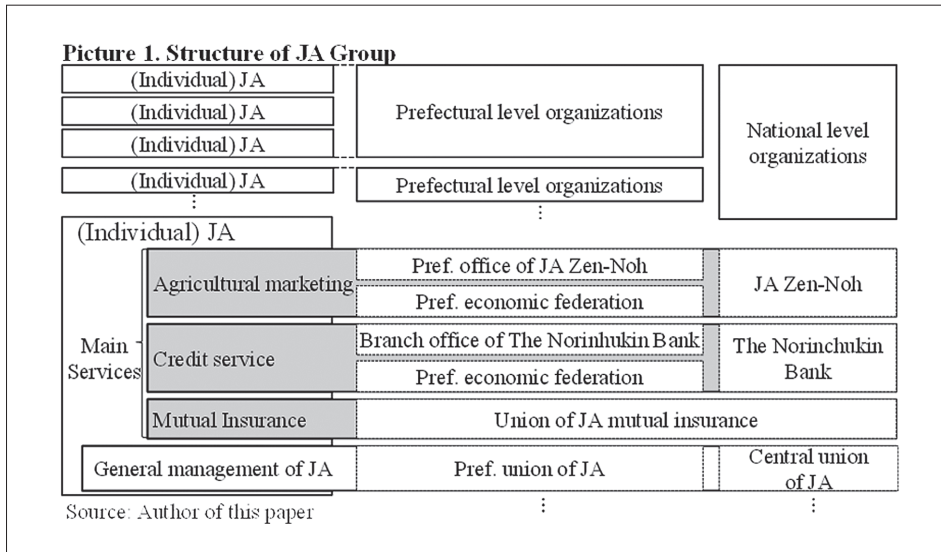 Picture 1. Structure of JA Group
(Individual) JA
(Individual) JA
(Individual) JA
(Individual) JA
⋮
Prefectural level organizations
Prefectural level organizations
⋮
National level
organizations
(Individual) JA
Main
Services
Agricultural marketing
Pref. office of JA Zen-Noh
Pref. economic federation
JA Zen-Noh
Credit service
Branch office of The Norinhukin Bank
Pref. economic federation
The Norinchukin
Bank
Mutual Insurance
Union of JA mutual insurance
General management of JA
Pref. union of JA
Central union
of JA
⋮
⋮
Source: Author of this paper